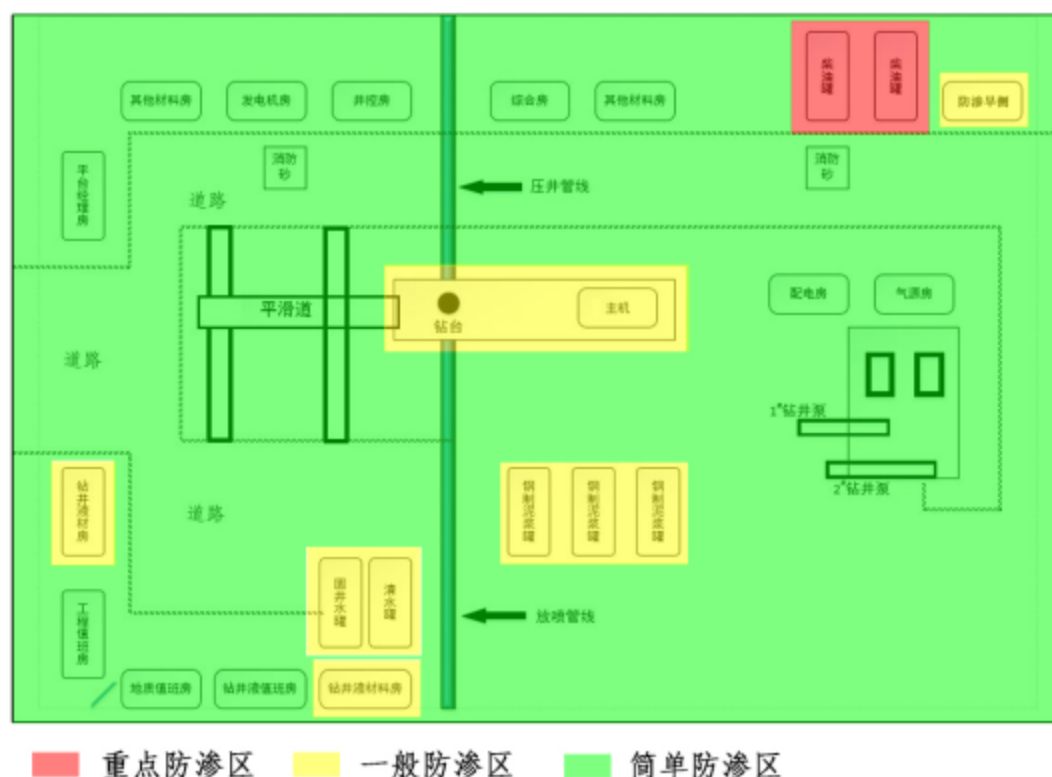 柴油罐
柴油罐
其他材料房
发电机房
井控房
综合房
其他材料房
防渗旱厕
平台经理房
消防
砂
消防
砂
道路
压井管线
平滑道
钻台
主机
配电房
气源房
道路
1#钻井泵
2#钻井泵
钻井液材房
道路
钢制泥浆罐
钢制泥浆罐
钢制泥浆罐
固井水罐
清水罐
放喷管线
工程值班房
地质值班房
钻井液值班房
钻井液材料房
重点防渗区
一般防渗区
简单防渗区